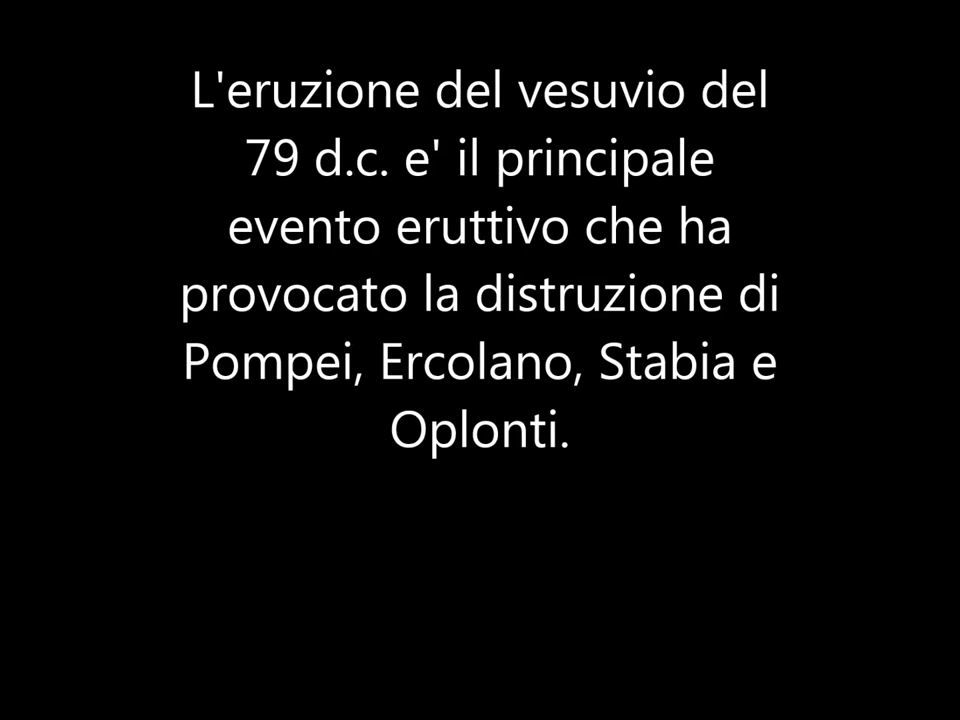 L'eruzione del vesuvio del
79 d.c. e' il principale
evento eruttivo che ha
provocato la distruzione di
Pompei, Ercolano, Stabia e
Oplonti.